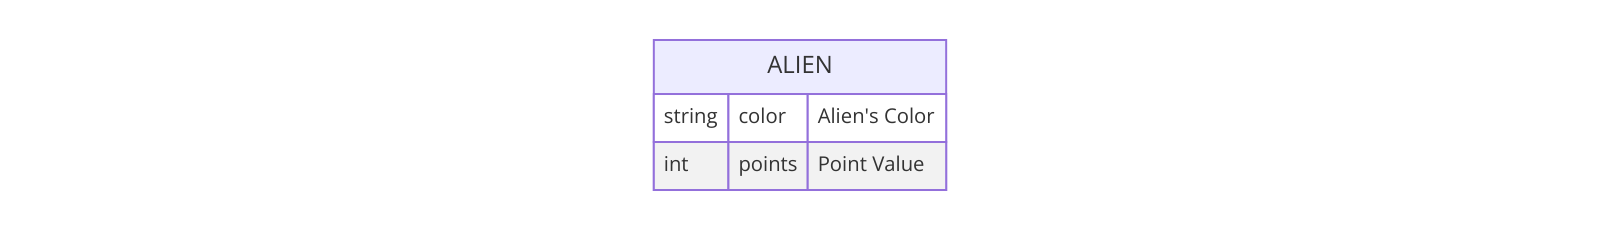 ALIEN
string color Alien's Color
int points Point Value